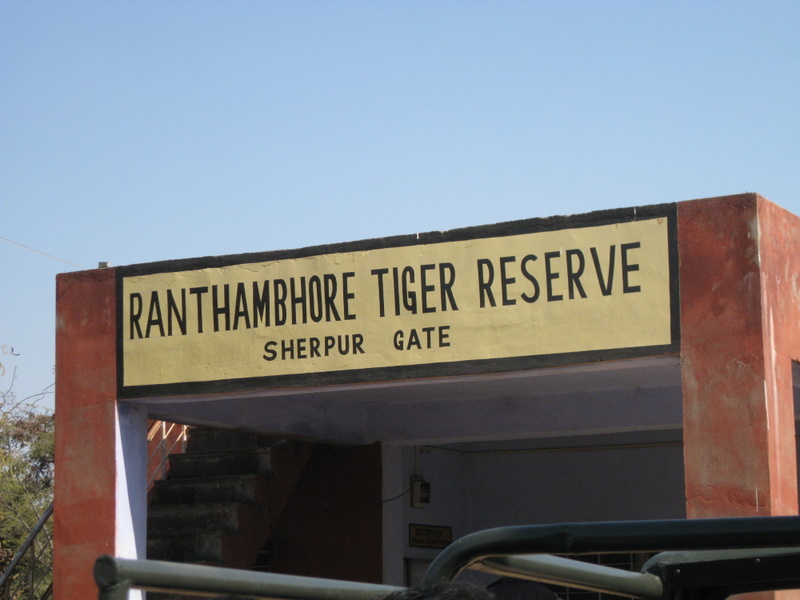 RANTHAMBHORE TIGER RESERVE
SHERPUR GATE